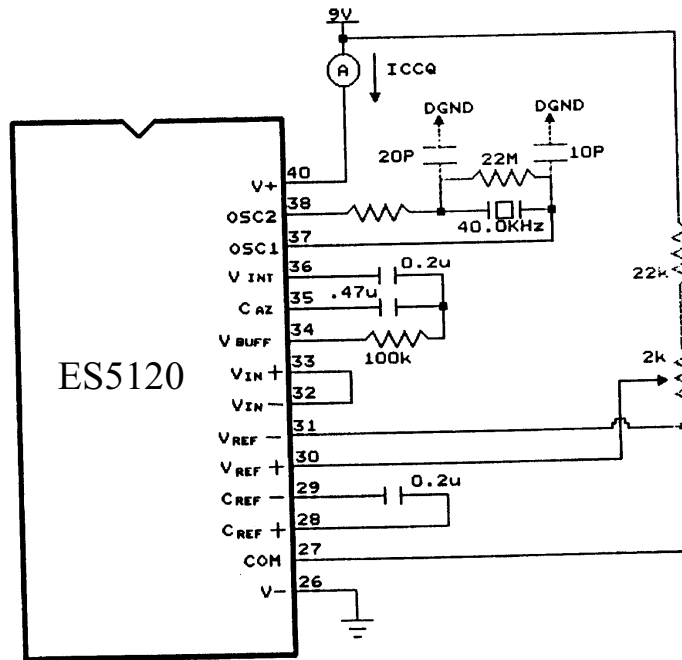 9V
A
ICCQ
DGND
DGND
20P
22M
10P
40.0KHz
V+
40
OSC2
38
OSC1
37
V INT
36
0.2u
C AZ
35
.47u
V BUFF
34
100k
22k
VIN +
33
VIN -
32
2k
ES5120
VREF -
31
VREF +
30
CREF -
29
0.2u
CREF +
28
COM
27
V-
26